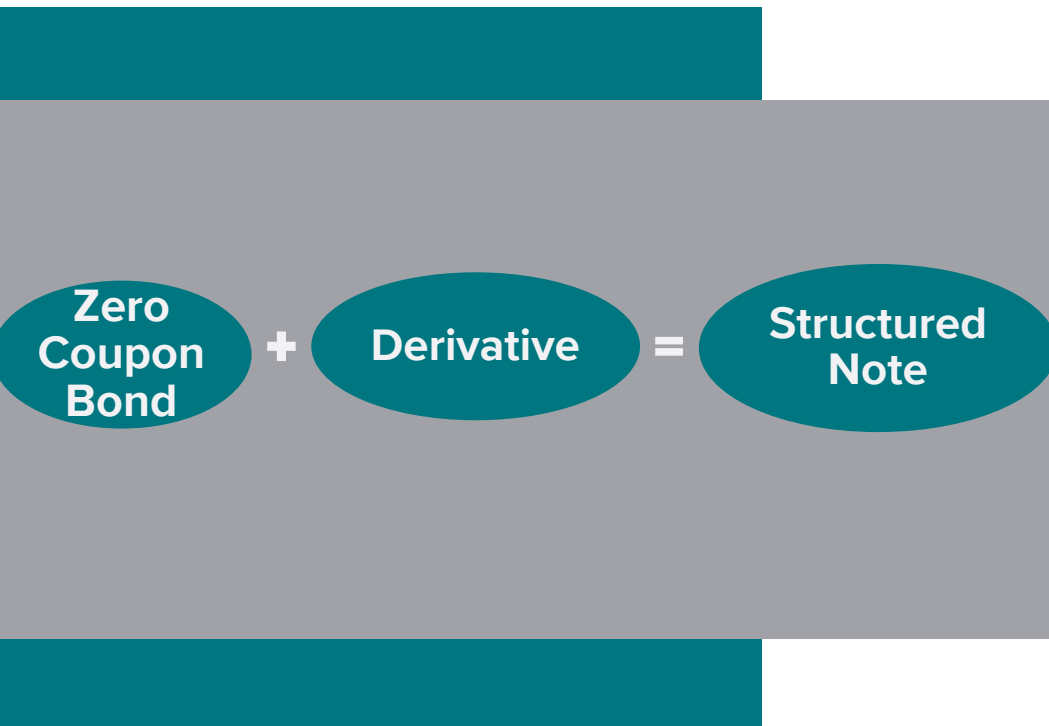 Zero
Coupon
Bond
+
Derivative
=
Structured
Note